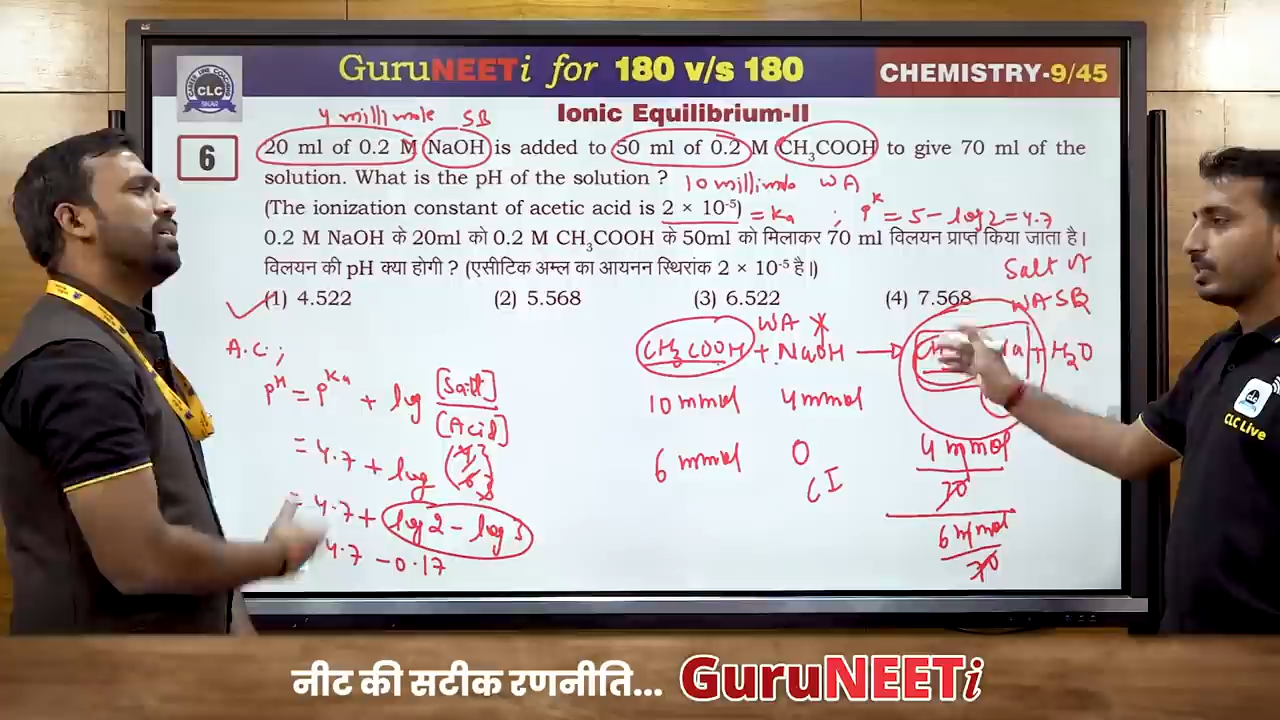 GuruNEETi for 180 v/s 180
CHEMISTRY-9/45
CLC
SIKAR
Ionic Equilibrium-II
4 millimole SB
6
20 ml of 0.2 M NaOH is added to 50 ml of 0.2 M CH₃COOH to give 70 ml of the
solution. What is the pH of the solution ?
10 millimole WA
(The ionization constant of acetic acid is 2 × 10⁻⁵)
= Ka ; pK = 5 - log2 = 4.7
0.2 M NaOH के 20ml को 0.2 M CH₃COOH के 50ml को मिलाकर 70 ml विलयन प्राप्त किया जाता है।
विलयन की pH क्या होगी ? (एसीटिक अम्ल का आयनन स्थिरांक 2 × 10⁻⁵ है।)
Salt of
WA SB
(1) 4.522 (2) 5.568 (3) 6.522 (4) 7.568
WA
CH₃COOH + NaOH → + H₂O
10 mmol 4 mmol
6 mmol 0 4 mmol
70
6 mmol
70
A.C ;
pH = pKa + log [Salt]
[Acid]
= 4.7 + log (4/6)
= 4.7 + log 2 - log 3
4.7 - 0.17
CLC Live
नीट की सटीक रणनीति... GuruNEETi